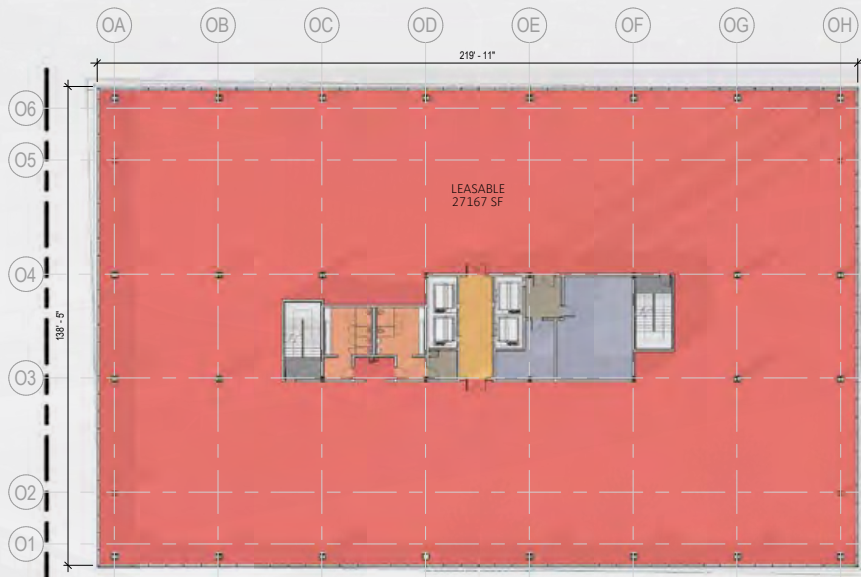 OA
OB
OC
OD
OE
OF
OG
OH
219' - 11"
O6
O5
LEASABLE
27167 SF
O4
138' - 5"
O3
O2
O1